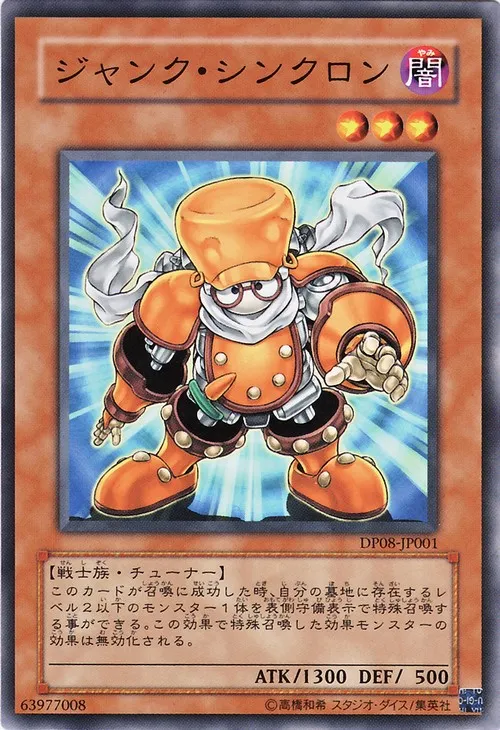 ジャンク・シンクロン
やみ
闇
DP08-JP001
【戦士族・チューナー】
このカードが召喚に成功した時、自分の墓地に存在するレ
ベル２以下のモンスター１体を表側守備表示で特殊召喚す
る事ができる。この効果で特殊召喚した効果モンスターの
効果は無効化される。
ATK/1300 DEF/ 500
63977008
©高橋和希 スタジオ・ダイス/集英社